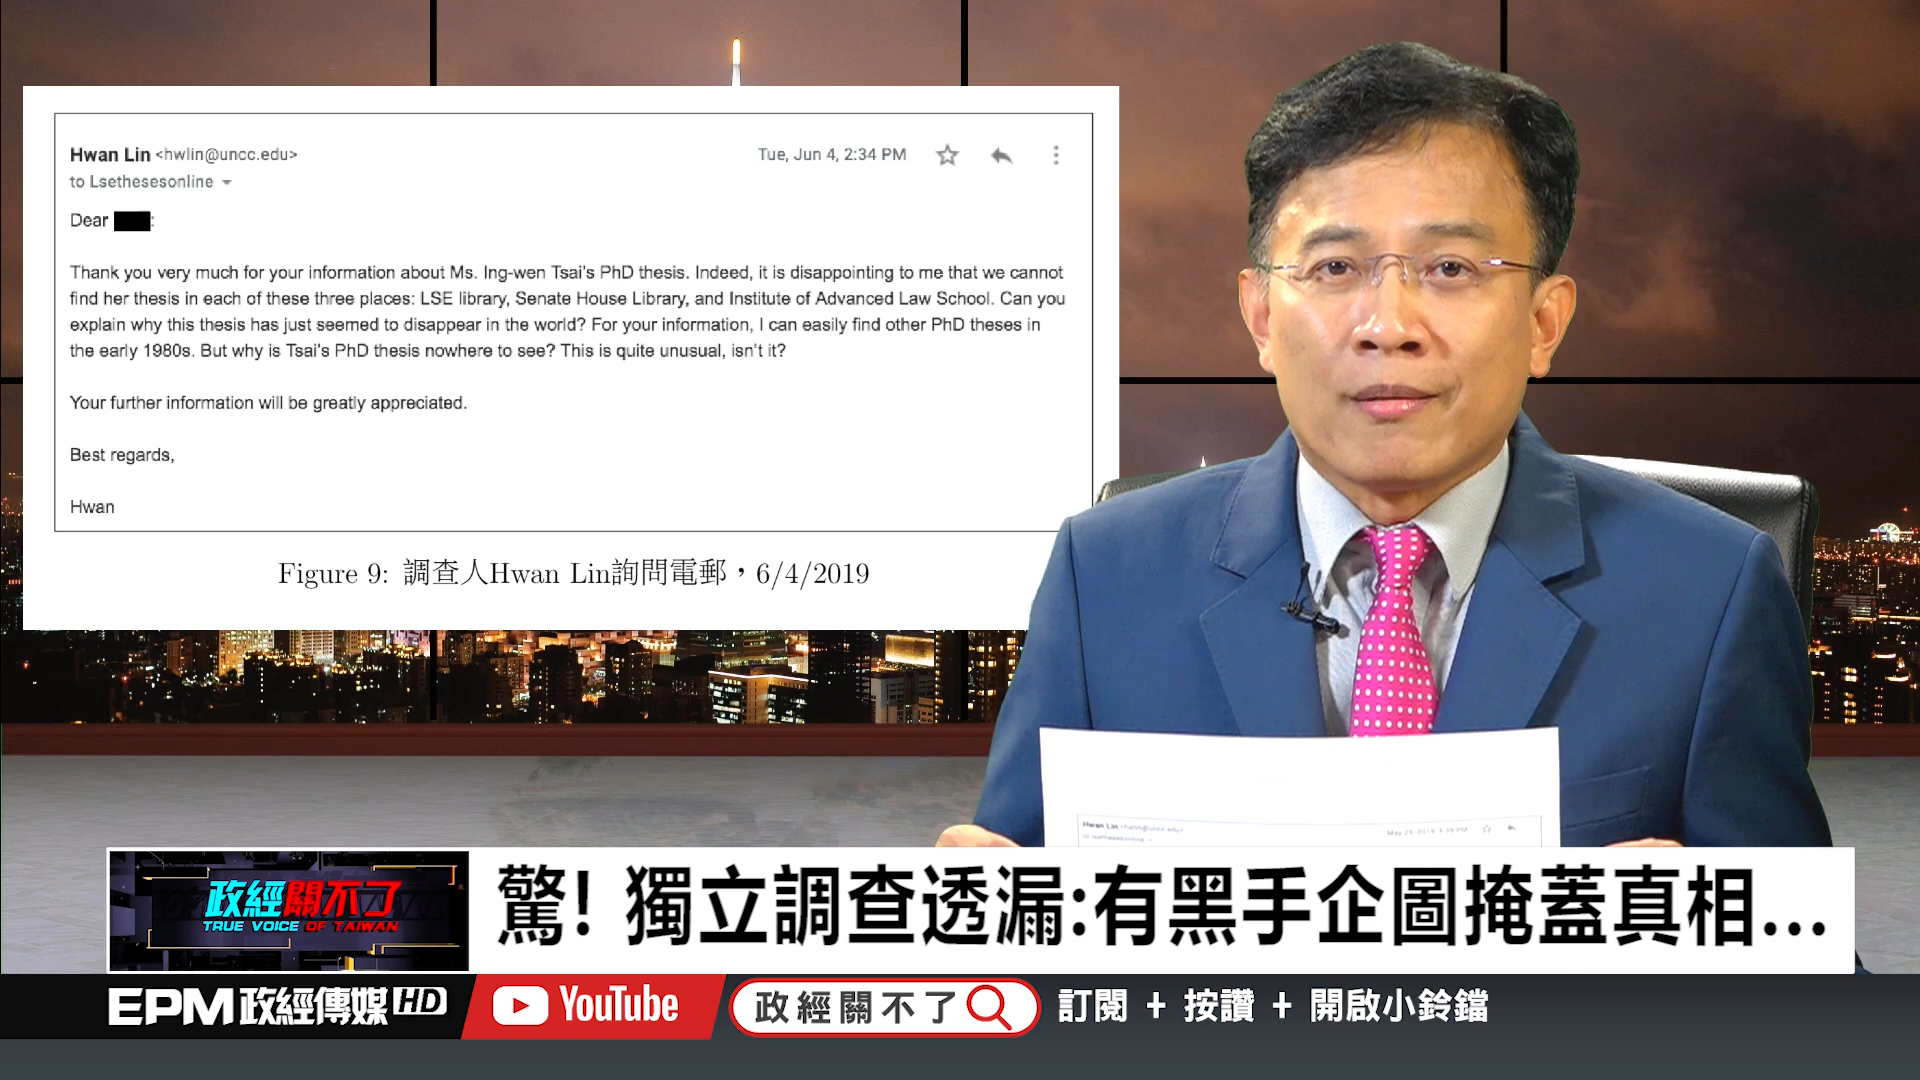 Hwan Lin <hwlin@uncc.edu>
Tue, Jun 4, 2:34 PM
to Lsethesesonline
Dear
:
Thank you very much for your information about Ms. Ing-wen Tsai's PhD thesis. Indeed, it is disappointing to me that we cannot
find her thesis in each of these three places: LSE library, Senate House Library, and Institute of Advanced Law School. Can you
explain why this thesis has just seemed to disappear in the world? For your information, I can easily find other PhD theses in
the early 1980s. But why is Tsai's PhD thesis nowhere to see? This is quite unusual, isn't it?
Your further information will be greatly appreciated.
Best regards,
Hwan
Figure 9: 調查人Hwan Lin詢問電郵，6/4/2019
Hwan Lin
政經關不了
TRUE VOICE OF TAIWAN
驚! 獨立調查透漏:有黑手企圖掩蓋真相...
EPM政經傳媒HD
YouTube
政經關不了
訂閱 + 按讚 + 開啟小鈴鐺